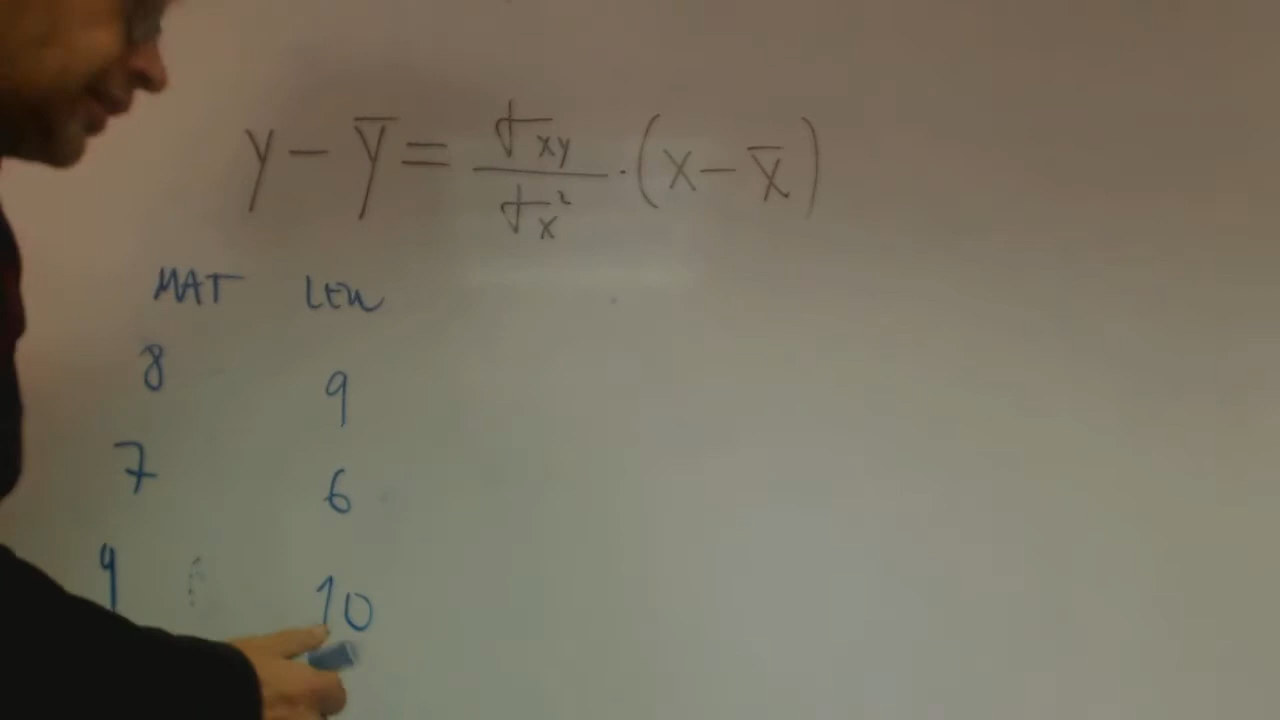 y − y̅ = σxy / σx² · (x − x̅)
MAT LEN
8 9
7 6
9 10